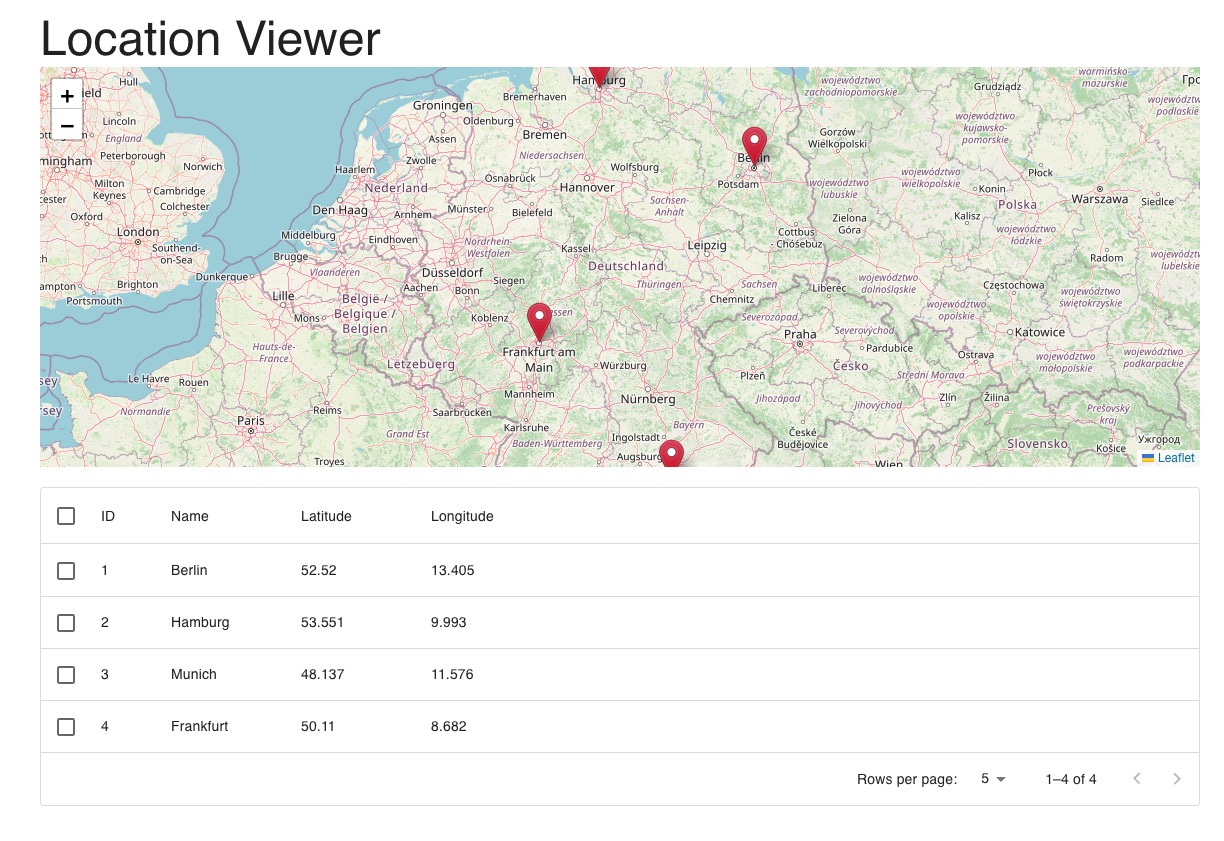 Location Viewer
+
−
Hull
Lincoln
England
Peterborough
Norwich
mingham
Milton Keynes
Cambridge
Colchester
Oxford
London
Southend-on-Sea
Brighton
Portsmouth
Groningen
Assen
Zwolle
Haarlem
Nederland
Den Haag
Arnhem
Middelburg
Eindhoven
Brugge
Dunkerque
Vlaanderen
Lille
België / Belgique / Belgien
Mons
Hauts-de-France
Lëtzebuerg
Le Havre
Rouen
Normandie
Paris
Reims
Grand Est
Troyes
Hamburg
Bremerhaven
Oldenburg
Bremen
Niedersachsen
Wolfsburg
Osnabrück
Hannover
Münster
Bielefeld
Sachsen-Anhalt
Berlin
Potsdam
Nordrhein-Westfalen
Kassel
Leipzig
Cottbus - Chóśebuz
Deutschland
Düsseldorf
Aachen
Bonn
Siegen
Thüringen
Sachsen
Chemnitz
Koblenz
Frankfurt am Main
Würzburg
Mannheim
Nürnberg
Saarbrücken
Karlsruhe
Baden-Württemberg
Ingolstadt
Bayern
Augsburg
województwo zachodniopomorskie
Grudziądz
warmińsko-mazurskie
Gorzów Wielkopolski
województwo kujawsko-pomorskie
województwo lubuskie
województwo wielkopolskie
Konin
Płock
Polska
Warszawa
Siedlce
Zielona Góra
Kalisz
województwo łódzkie
Radom
Liberec
województwo dolnośląskie
Częstochowa
województwo opolskie
województwo świętokrzyskie
Severozápad
Praha
Severovýchod
Pardubice
Katowice
Ostrava
województwo małopolskie
województwo podkarpackie
Plzeň
Česko
Střední Morava
Jihozápad
Jihovýchod
Zlín
Žilina
Prešovský kraj
České Budějovice
Slovensko
Košice
Ужгород
Wien
Leaflet
ID Name Latitude Longitude
1 Berlin 52.52 13.405
2 Hamburg 53.551 9.993
3 Munich 48.137 11.576
4 Frankfurt 50.11 8.682
Rows per page: 5 1–4 of 4